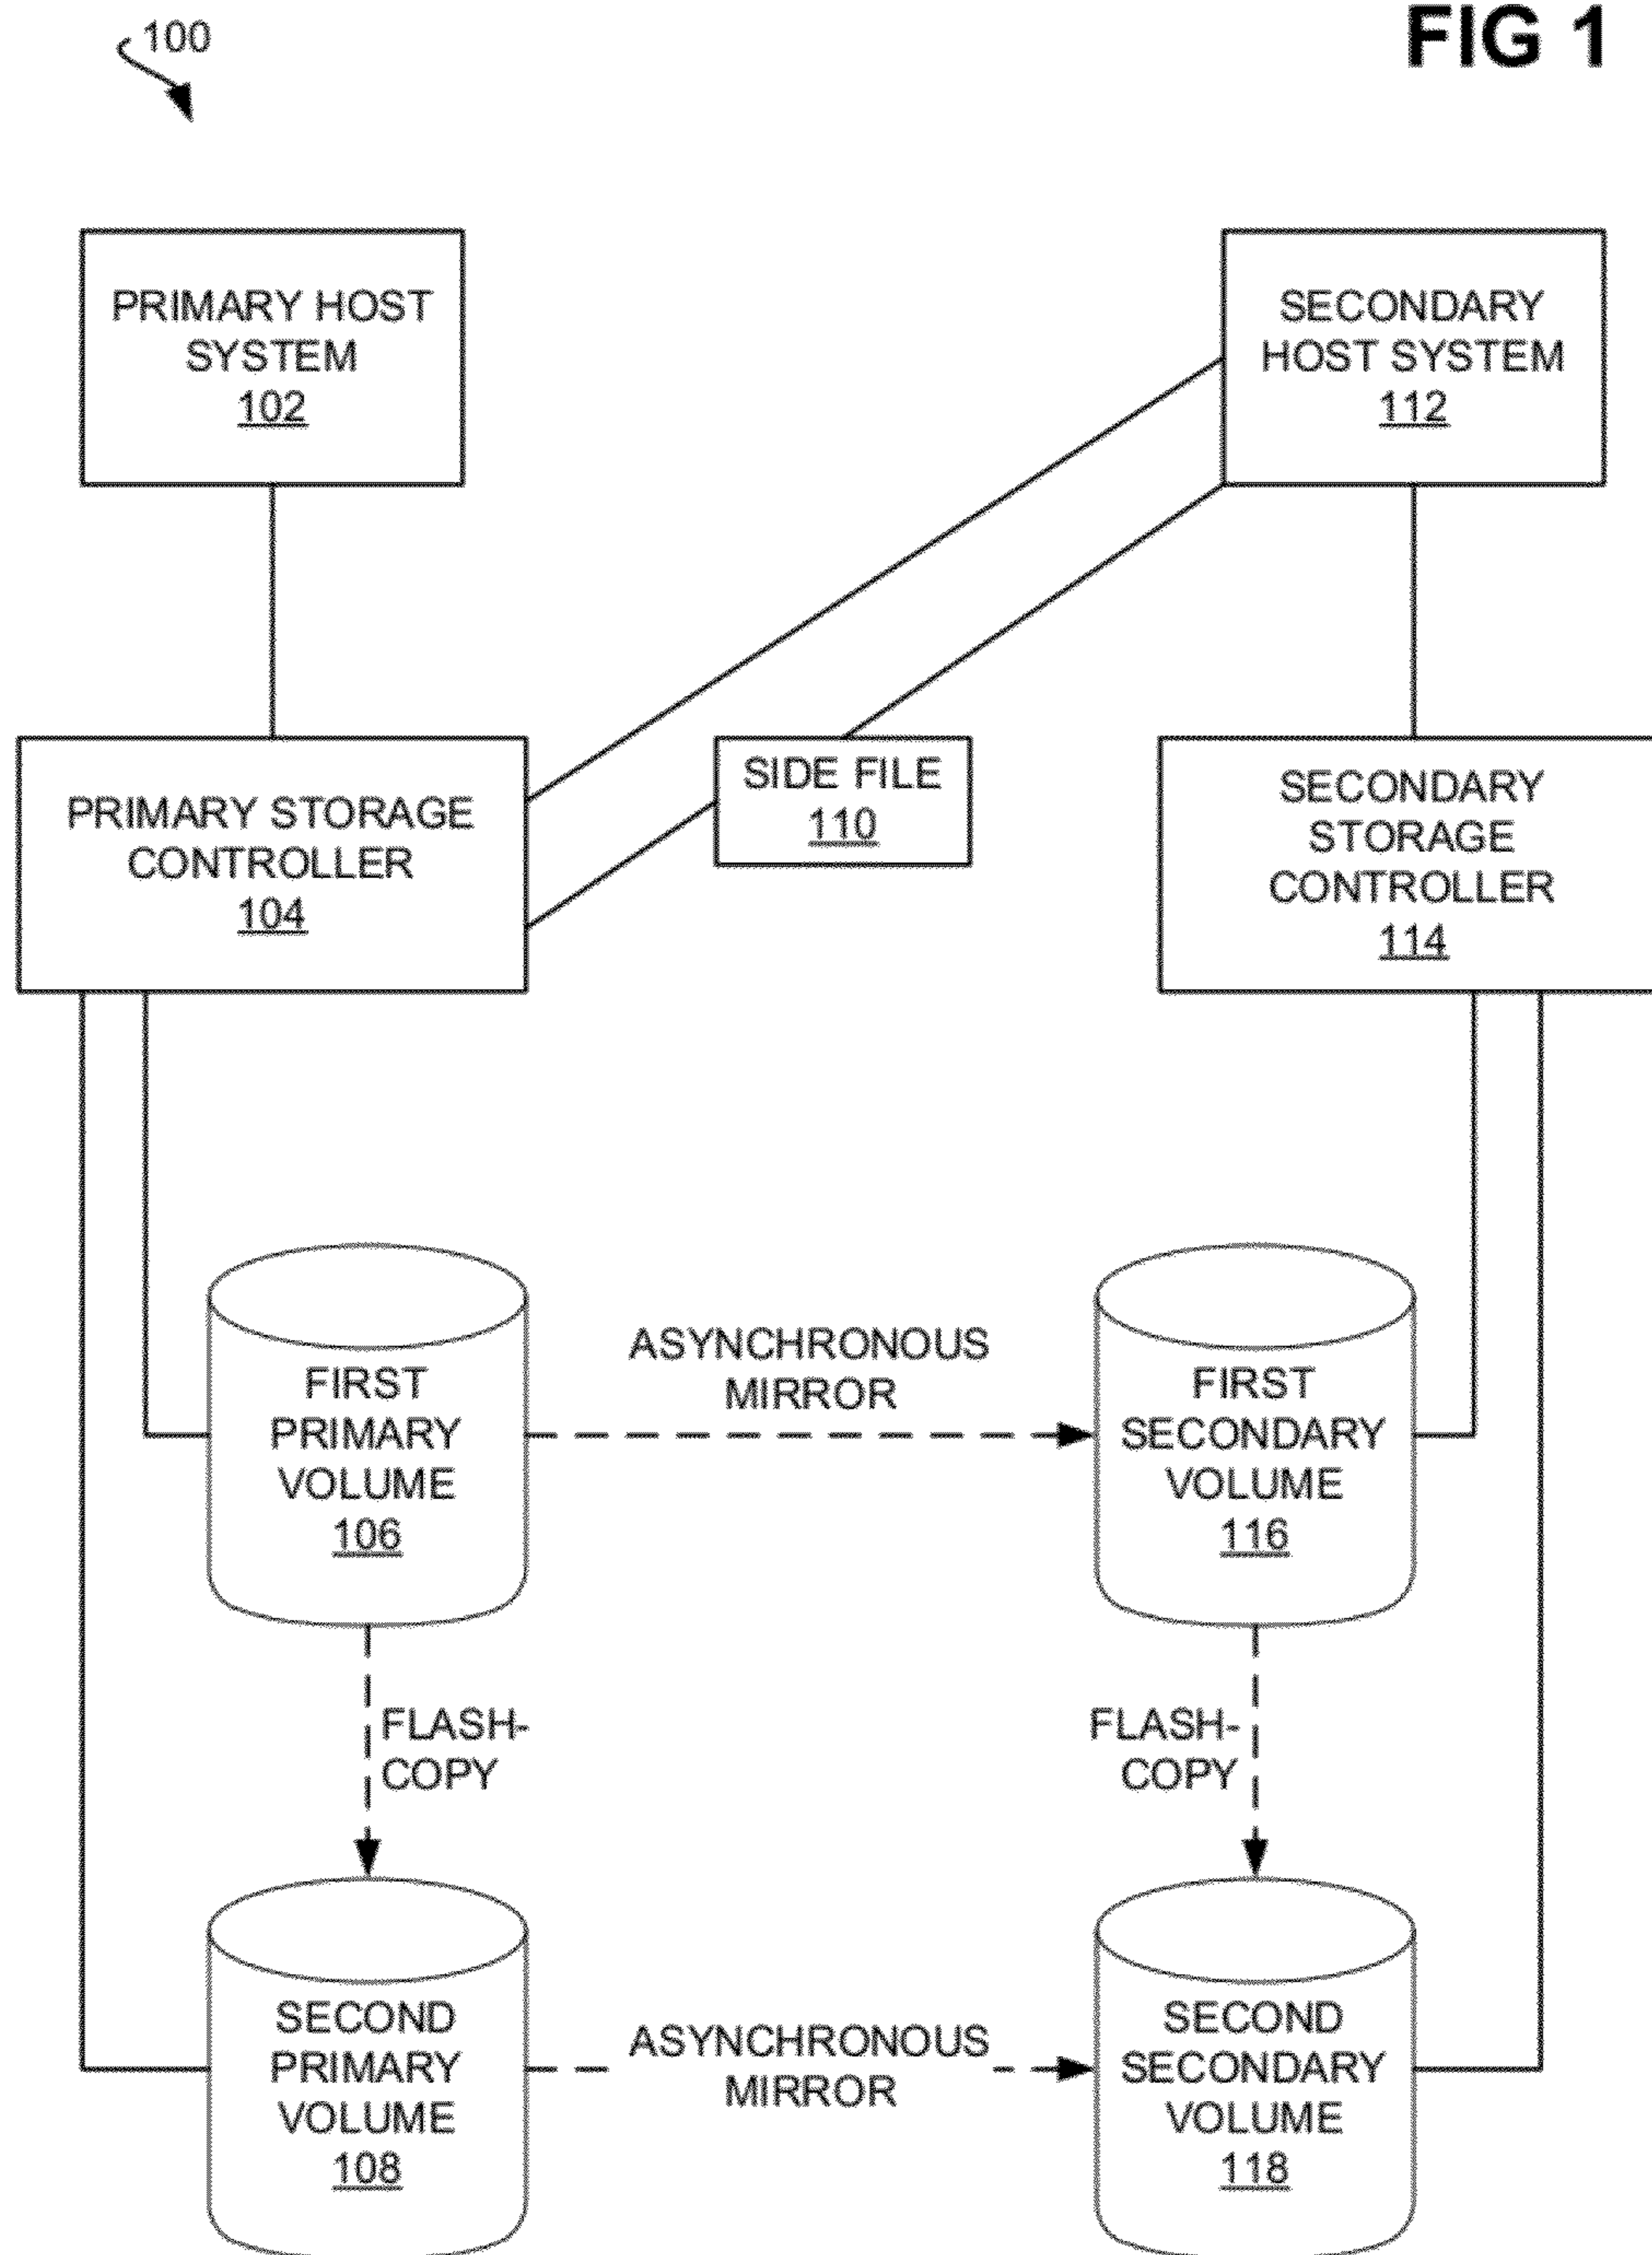 100
FIG 1
PRIMARY HOST
SYSTEM
102
SECONDARY
HOST SYSTEM
112
PRIMARY STORAGE
CONTROLLER
104
SIDE FILE
110
SECONDARY
STORAGE
CONTROLLER
114
FIRST
PRIMARY
VOLUME
106
ASYNCHRONOUS
MIRROR
FIRST
SECONDARY
VOLUME
116
FLASH-
COPY
FLASH-
COPY
SECOND
PRIMARY
VOLUME
108
ASYNCHRONOUS
MIRROR
SECOND
SECONDARY
VOLUME
118